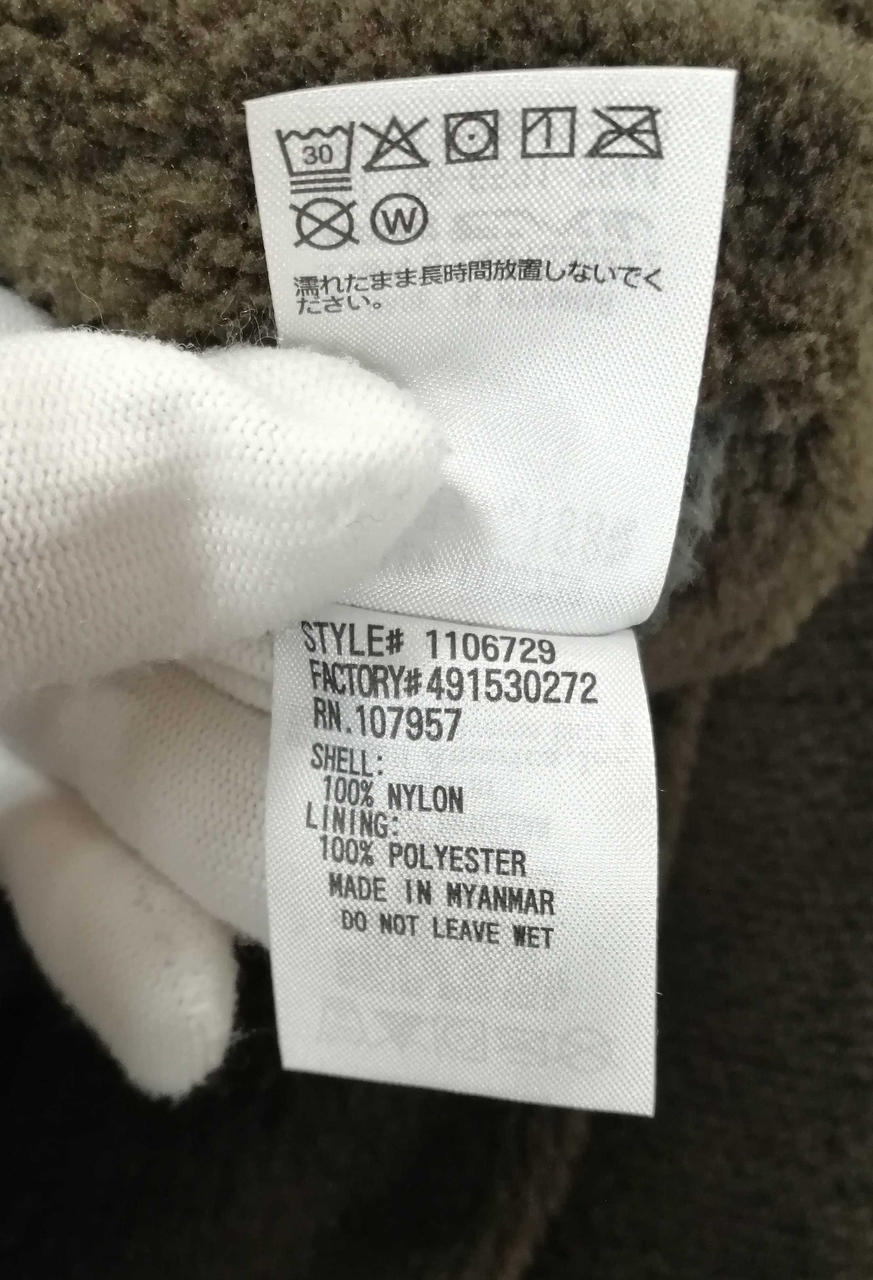 30
W
濡れたまま長時間放置しないでく
ださい。
STYLE# 1106729
FACTORY#491530272
RN.107957
SHELL:
100% NYLON
LINING:
100% POLYESTER
MADE IN MYANMAR
DO NOT LEAVE WET